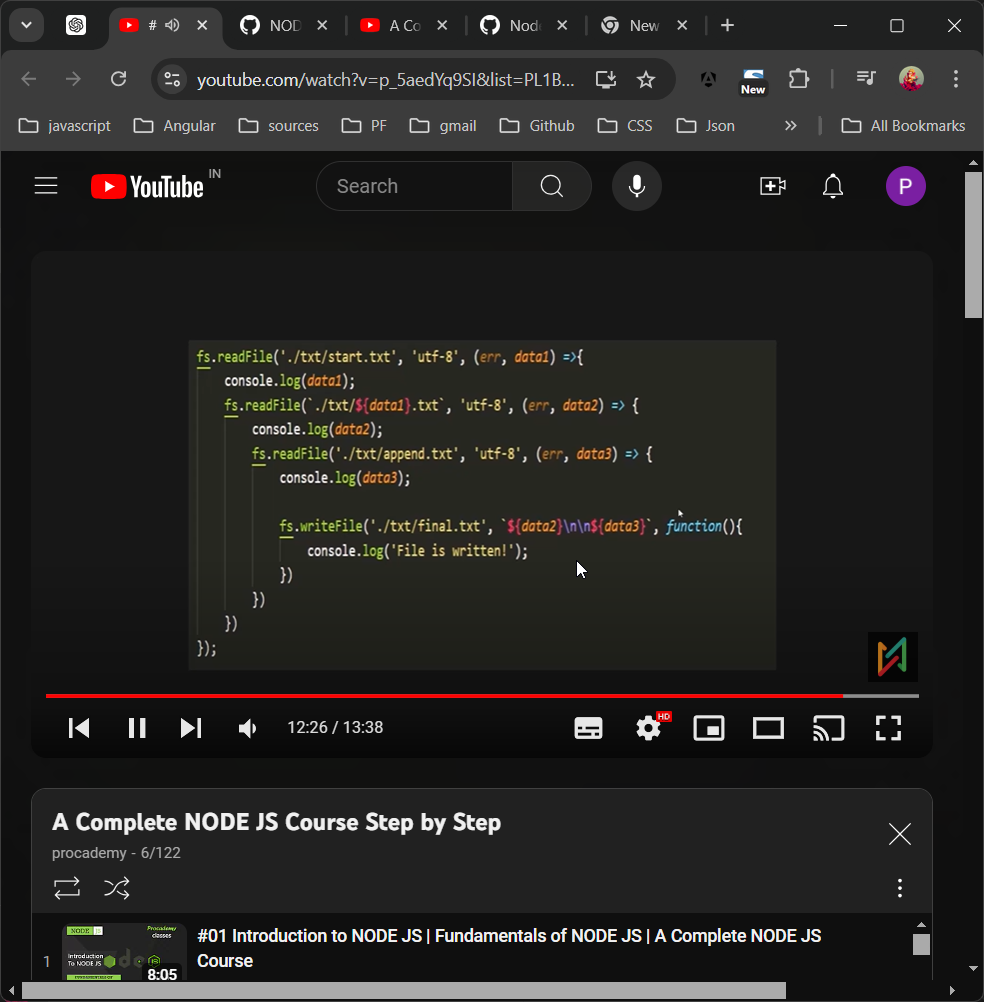 #
NOD
A Co
Nod
New
youtube.com/watch?v=p_5aedYq9SI&list=PL1B...
New
javascript
Angular
sources
PF
gmail
Github
CSS
Json
All Bookmarks
YouTube IN
Search
P
fs.readFile('./txt/start.txt', 'utf-8', (err, data1) =>{
console.log(data1);
fs.readFile(`./txt/${data1}.txt`, 'utf-8', (err, data2) => {
console.log(data2);
fs.readFile('./txt/append.txt', 'utf-8', (err, data3) => {
console.log(data3);
fs.writeFile('./txt/final.txt', `${data2}\n\n${data3}`, function(){
console.log('File is written!');
})
})
})
});
12:26 / 13:38
HD
A Complete NODE JS Course Step by Step
procademy - 6/122
1
NODE JS
Procademy
classes
Introduction
To NODE JS
FUNDAMENTALS OF
8:05
#01 Introduction to NODE JS | Fundamentals of NODE JS | A Complete NODE JS
Course